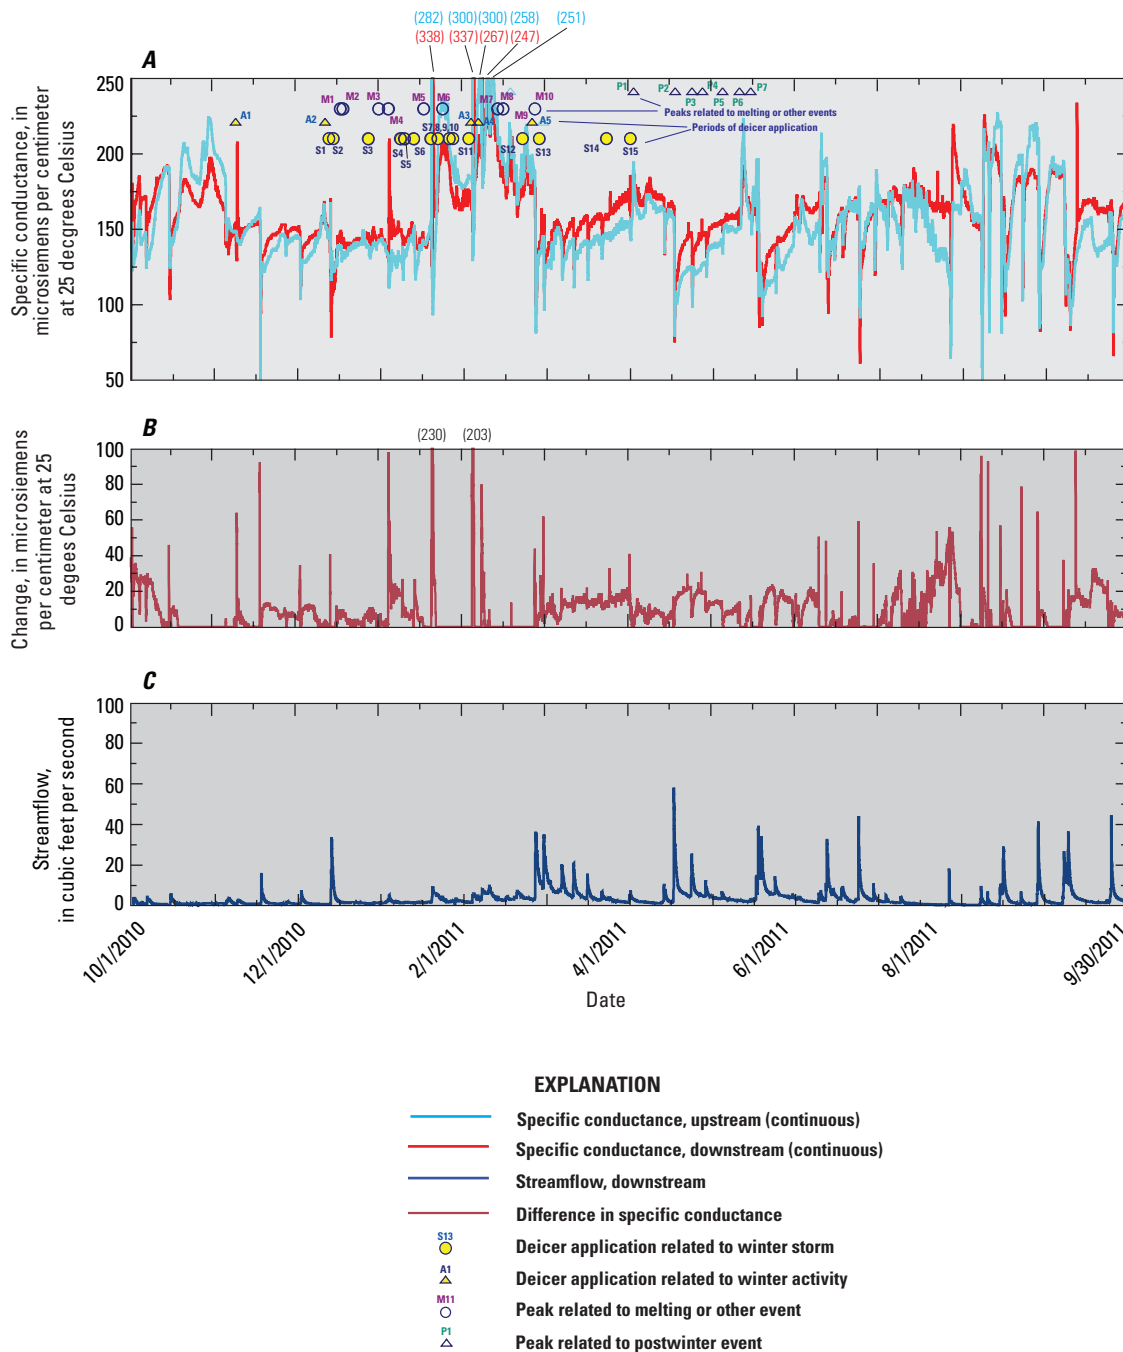 (282) (300) (300) (258) (251)
(338) (337) (267) (247)
A
Specific conductance, in
microsiemens per centimeter
at 25 decgrees Celsius
250
200
150
100
50
M1 M2 M3 M4 M5 M6 M7 M8 M9 M10
A1 A2 A3 A4 A5
S1 S2 S3 S4 S5 S6 S7,8,9,10 S11 S12 S13 S14 S15
P1 P2 P3 P4 P5 P6 P7
Peaks related to melting or other events
Periods of deicer application
B
(230) (203)
Change, in microsiemens
per centimeter at 25
degees Celsius
100
80
60
40
20
0
C
Streamflow,
in cubic feet per second
100
80
60
40
20
0
10/1/2010 12/1/2010 2/1/2011 4/1/2011 6/1/2011 8/1/2011 9/30/2011
Date
EXPLANATION
Specific conductance, upstream (continuous)
Specific conductance, downstream (continuous)
Streamflow, downstream
Difference in specific conductance
S13
Deicer application related to winter storm
A1
Deicer application related to winter activity
M11
Peak related to melting or other event
P1
Peak related to postwinter event